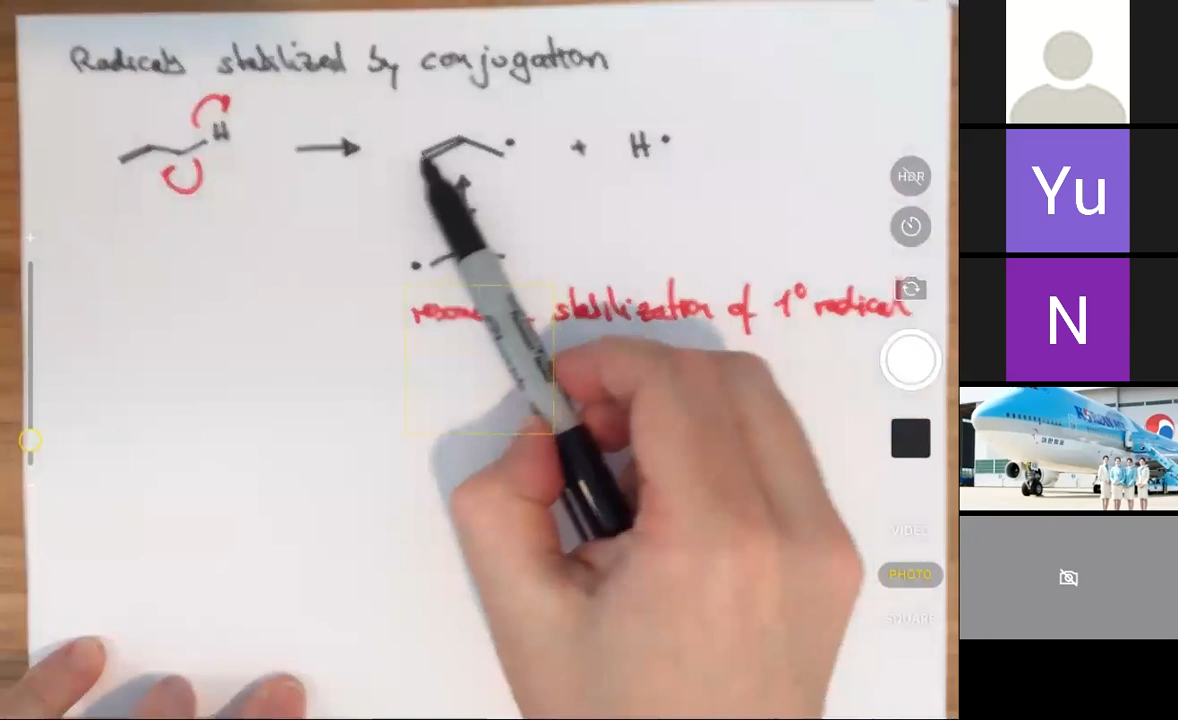 Radicals stabilized by conjugation
H
+ H•
stabilization of 1° radical
HDR
VIDEO
PHOTO
SQUARE
Yu
N